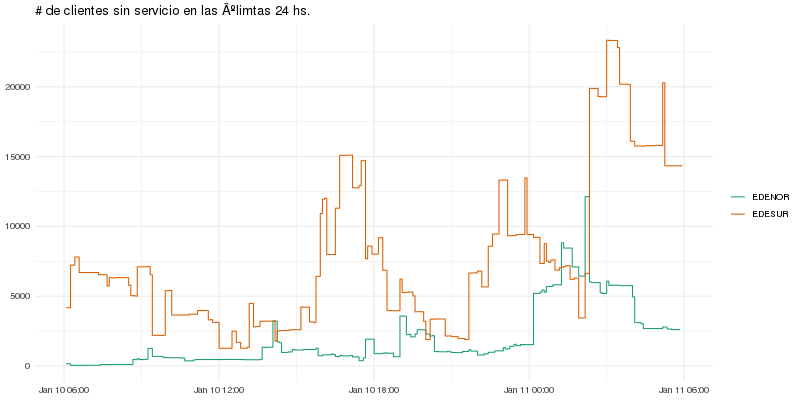 # de clientes sin servicio en las Ãºlimtas 24 hs.
20000
15000
10000
5000
0
Jan 10 06:00 Jan 10 12:00 Jan 10 18:00 Jan 11 00:00 Jan 11 06:00
EDENOR
EDESUR